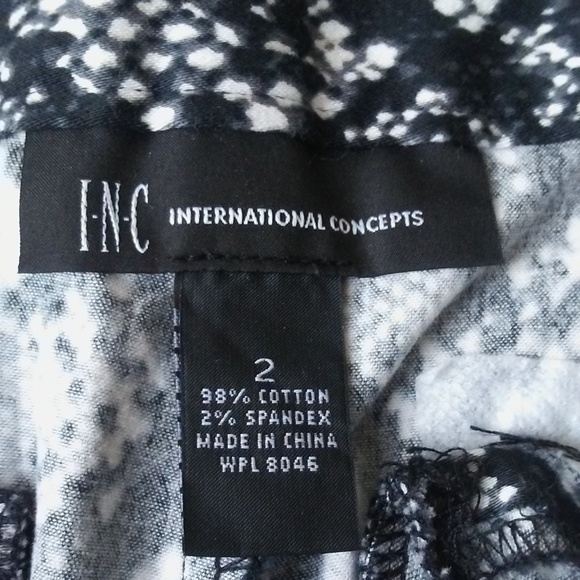 I-N-C INTERNATIONAL CONCEPTS
2
98% COTTON
2% SPANDEX
MADE IN CHINA
WPL 8046